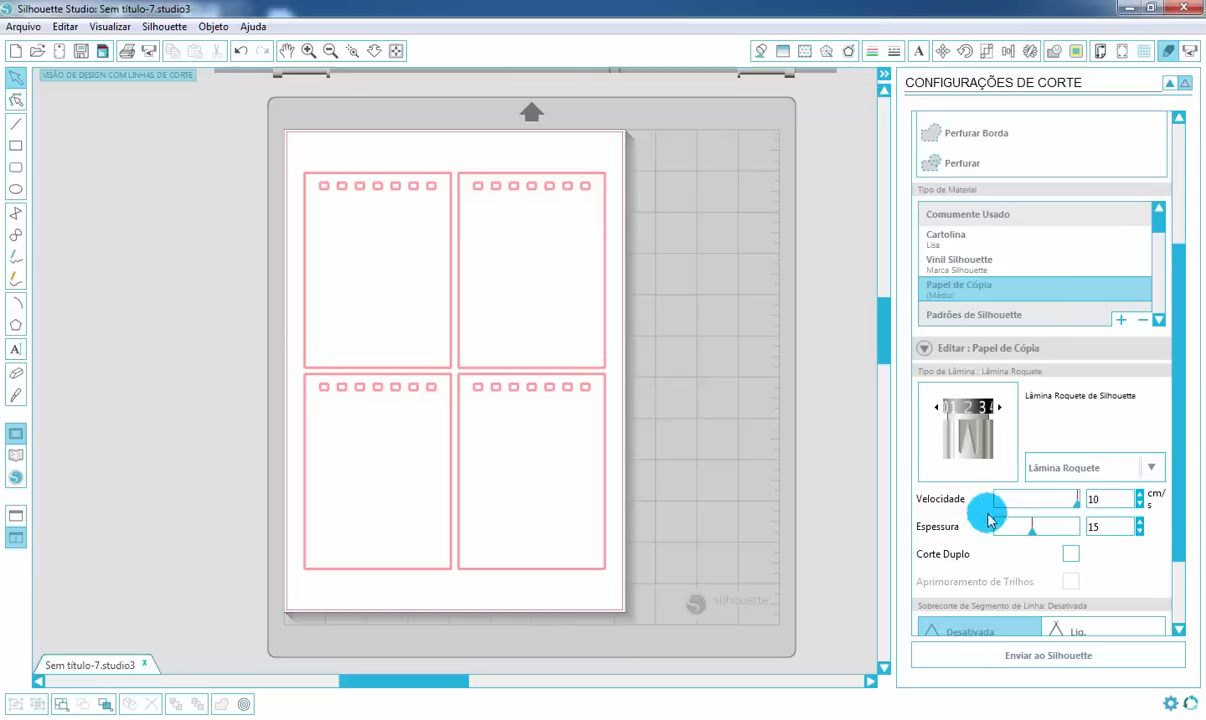 Silhouette Studio: Sem título-7.studio3
Arquivo Editar Visualizar Silhouette Objeto Ajuda
VISÃO DE DESIGN COM LINHAS DE CORTE
CONFIGURAÇÕES DE CORTE
Perfurar Borda
Perfurar
Tipo de Material
Comumente Usado
Cartolina
Lisa
Vinil Silhouette
Marca Silhouette
Papel de Cópia
(Médio)
Padrões de Silhouette
Editar : Papel de Cópia
Tipo de Lâmina : Lâmina Roquete
Lâmina Roquete de Silhouette
1 2 3
Lâmina Roquete
Velocidade 10 cm/s
Espessura 15
Corte Duplo
Aprimoramento de Trilhos
Sobrecorte de Segmento de Linha: Desativada
Desativada Lig.
Enviar ao Silhouette
silhouette
Sem título-7.studio3 x